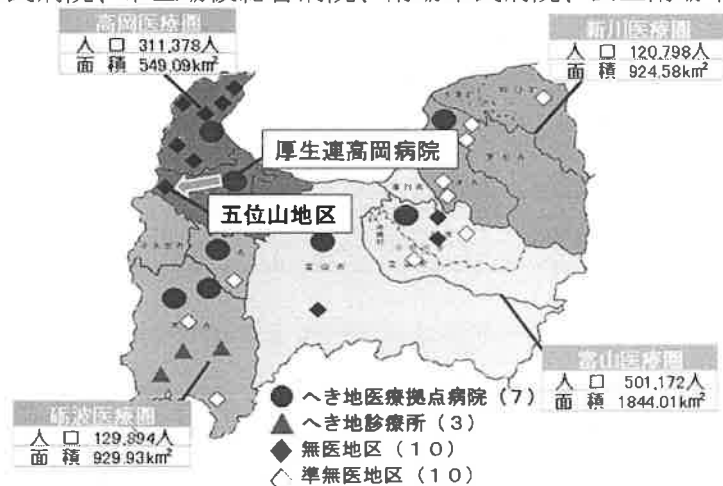 高岡医療圏
人　口　311,378人
面　積　549.09km²
新川医療圏
人　口　120,798人
面　積　924.58km²
厚生連高岡病院
五位山地区
富山市
富山医療圏
人　口　501,172人
面　積　1844.01km²
砺波医療圏
人　口　129,894人
面　積　929.93km²
●へき地医療拠点病院（7）
▲へき地診療所（3）
◆無医地区（10）
◇準無医地区（10）